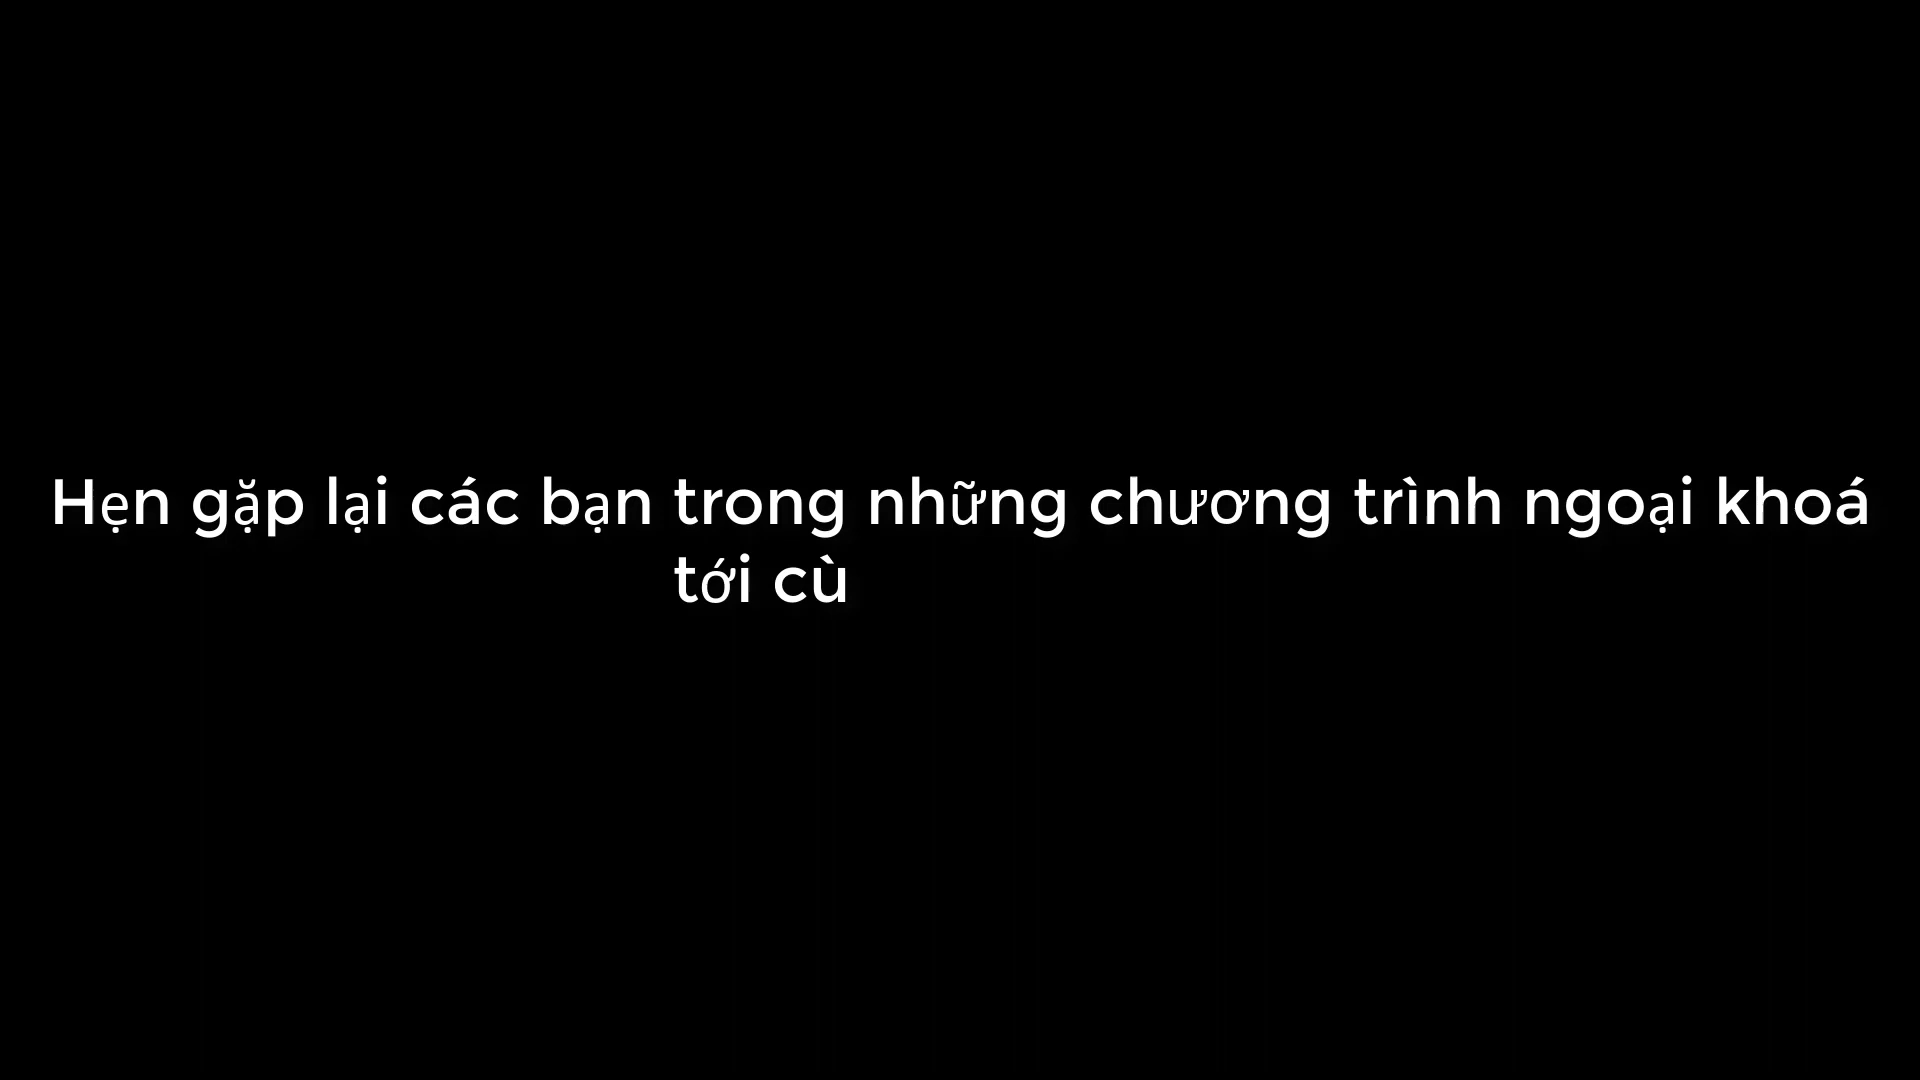 Hẹn gặp lại các bạn trong những chương trình ngoại khoá
tới cù